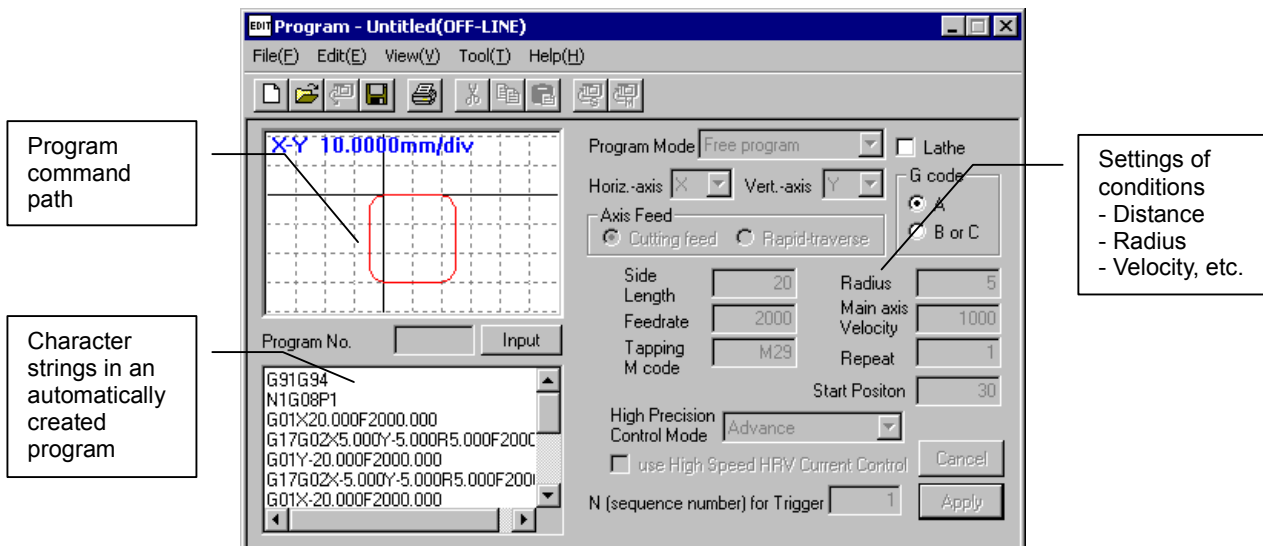 EDIT Program - Untitled(OFF-LINE)
File(F) Edit(E) View(V) Tool(T) Help(H)
Program
command
path
X-Y 10.0000mm/div
Program Mode Free program Lathe
Horiz.-axis X Vert.-axis Y
G code
A
B or C
Axis Feed
Cutting feed Rapid-traverse
Settings of
conditions
- Distance
- Radius
- Velocity, etc.
Side
Length 20
Radius 5
Feedrate 2000
Main axis
Velocity 1000
Tapping
M code M29
Repeat 1
Start Positon 30
Program No. Input
Character
strings in an
automatically
created
program
G91G94
N1G08P1
G01X20.000F2000.000
G17G02X5.000Y-5.000R5.000F200C
G01Y-20.000F2000.000
G17G02X-5.000Y-5.000R5.000F200
G01X-20.000F2000.000
High Precision
Control Mode Advance
use High Speed HRV Current Control Cancel
N (sequence number) for Trigger 1 Apply